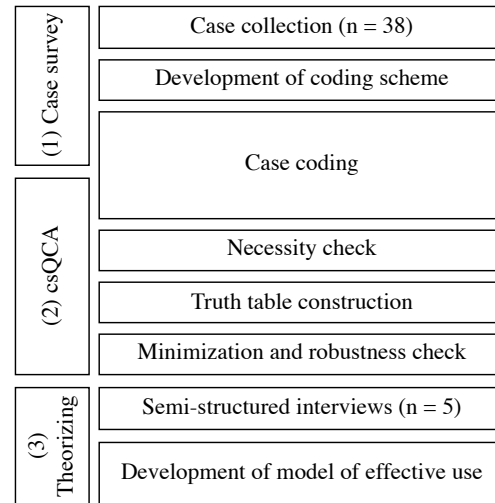 (1) Case survey
Case collection (n = 38)
Development of coding scheme
Case coding
(2) csQCA
Necessity check
Truth table construction
Minimization and robustness check
(3)
Theorizing
Semi-structured interviews (n = 5)
Development of model of effective use